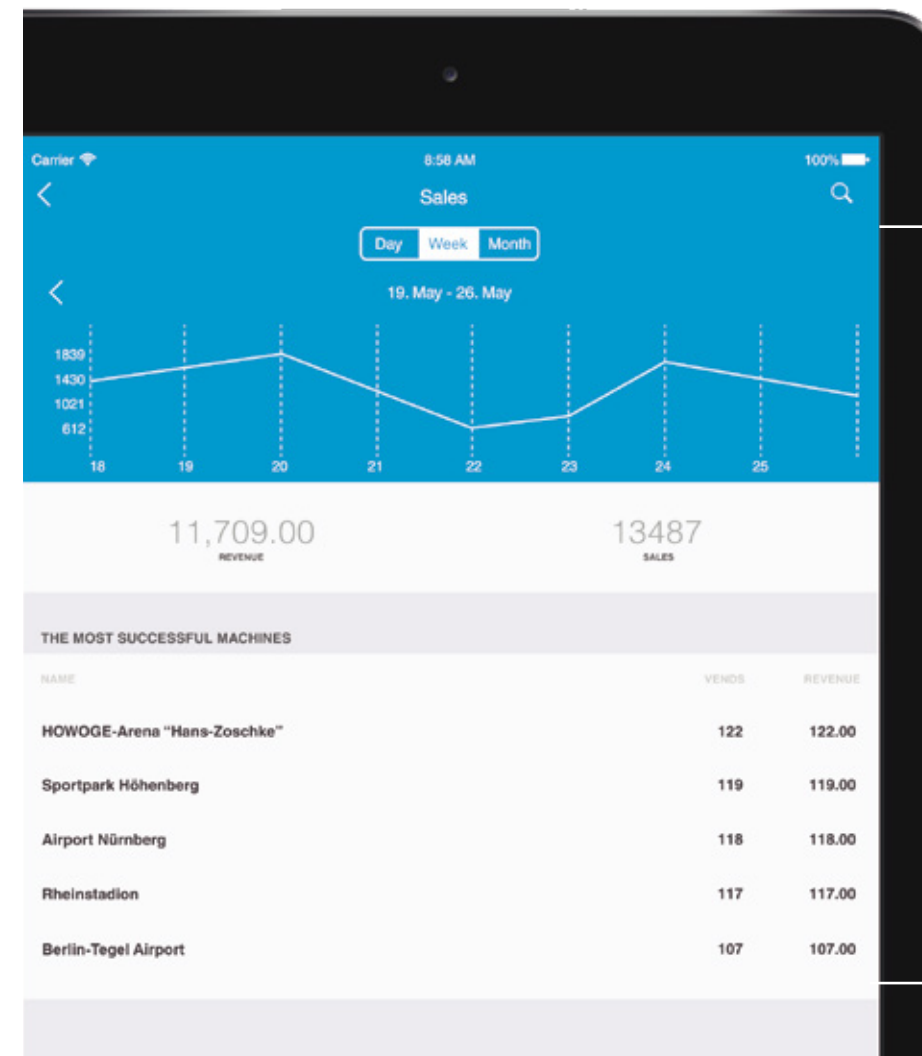 Carrier 8:58 AM 100%
Sales
Day Week Month
19. May - 26. May
1839
1430
1021
612
18 19 20 21 22 23 24 25
11,709.00 13487
REVENUE SALES
THE MOST SUCCESSFUL MACHINES
NAME VENDS REVENUE
HOWOGE-Arena “Hans-Zoschke” 122 122.00
Sportpark Höhenberg 119 119.00
Airport Nürnberg 118 118.00
Rheinstadion 117 117.00
Berlin-Tegel Airport 107 107.00